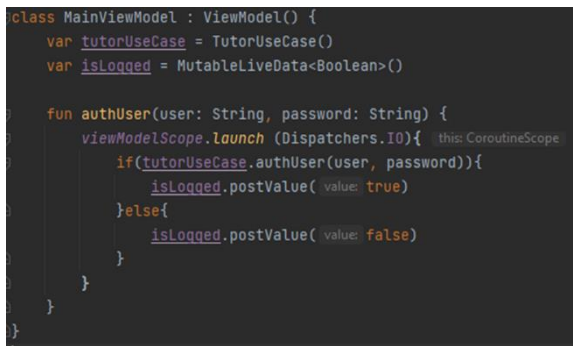 class MainViewModel : ViewModel() {
var tutorUseCase = TutorUseCase()
var isLogged = MutableLiveData<Boolean>()
fun authUser(user: String, password: String) {
viewModelScope.launch (Dispatchers.IO){ this: CoroutineScope
if(tutorUseCase.authUser(user, password)){
isLogged.postValue( value: true)
}else{
isLogged.postValue( value: false)
}
}
}
}